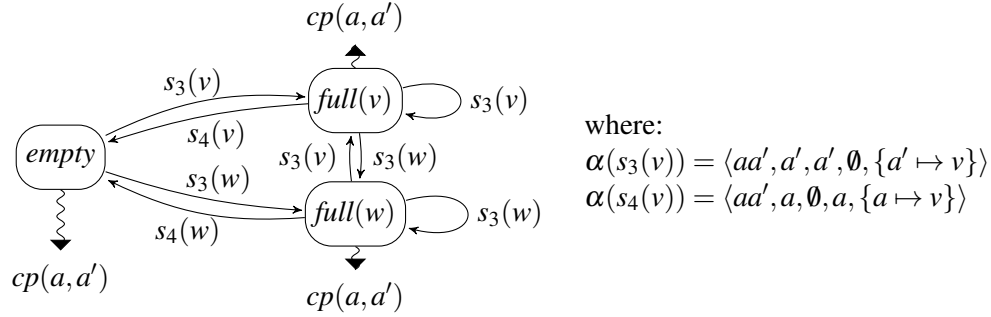 cp(a,a′)
s₃(v)
full(v)
s₃(v)
s₄(v)
where:
empty
s₃(v)
s₃(w)
α(s₃(v)) = ⟨aa′,a′,a′,∅,{a′ ↦ v}⟩
s₃(w)
α(s₄(v)) = ⟨aa′,a,∅,a,{a ↦ v}⟩
full(w)
s₃(w)
s₄(w)
cp(a,a′)
cp(a,a′)